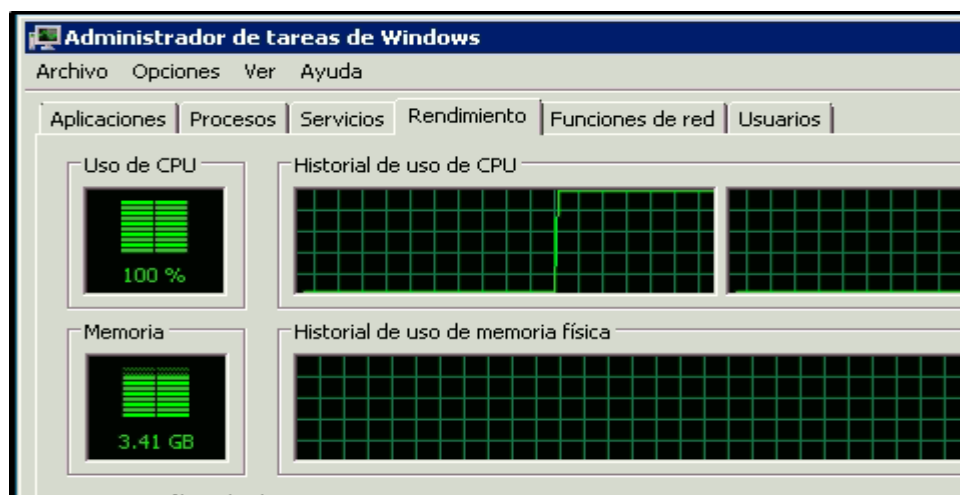 Administrador de tareas de Windows
Archivo Opciones Ver Ayuda
Aplicaciones Procesos Servicios Rendimiento Funciones de red Usuarios
Uso de CPU Historial de uso de CPU
100 %
Memoria Historial de uso de memoria física
3.41 GB